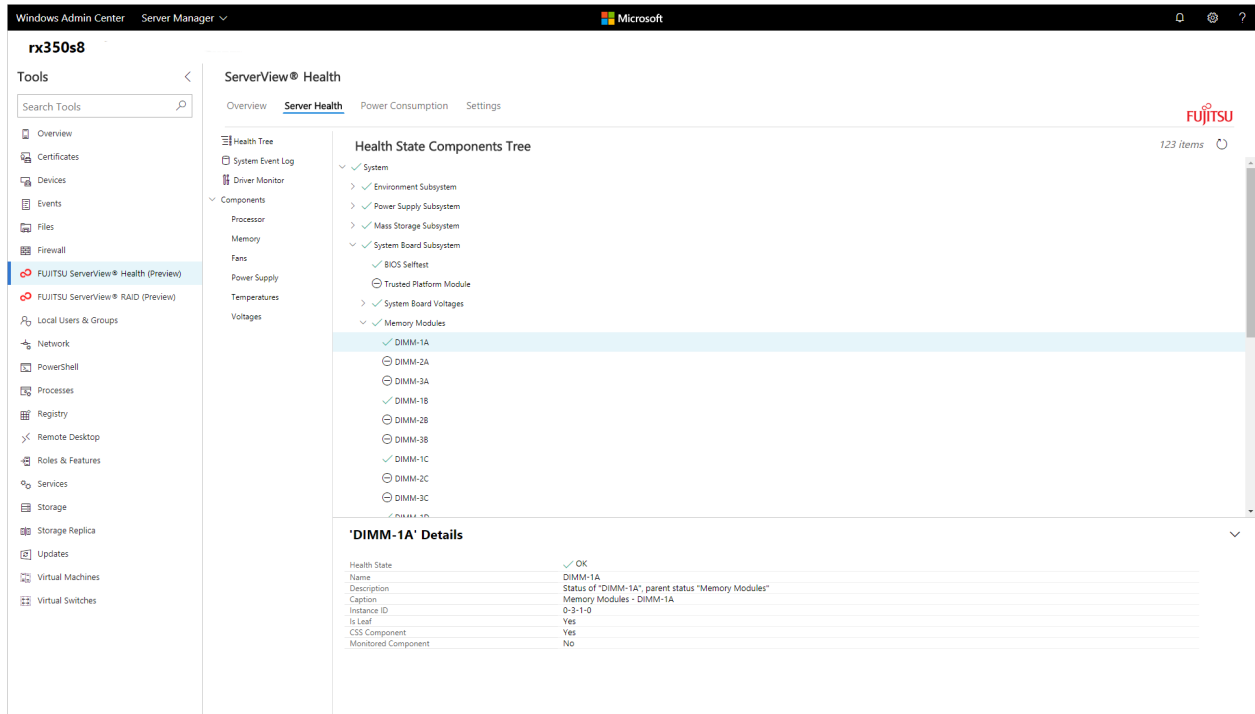 Windows Admin Center Server Manager Microsoft ?
rx350s8
Tools
Search Tools
Overview
Certificates
Devices
Events
Files
Firewall
FUJITSU ServerView® Health (Preview)
FUJITSU ServerView® RAID (Preview)
Local Users & Groups
Network
PowerShell
Processes
Registry
Remote Desktop
Roles & Features
Services
Storage
Storage Replica
Updates
Virtual Machines
Virtual Switches
ServerView® Health
Overview Server Health Power Consumption Settings
FUJITSU
Health Tree
System Event Log
Driver Monitor
Components
Processor
Memory
Fans
Power Supply
Temperatures
Voltages
Health State Components Tree
123 items
System
Environment Subsystem
Power Supply Subsystem
Mass Storage Subsystem
System Board Subsystem
BIOS Selftest
Trusted Platform Module
System Board Voltages
Memory Modules
DIMM-1A
DIMM-2A
DIMM-3A
DIMM-1B
DIMM-2B
DIMM-3B
DIMM-1C
DIMM-2C
DIMM-3C
DIMM-1D
'DIMM-1A' Details
Health State OK
Name DIMM-1A
Description Status of "DIMM-1A", parent status "Memory Modules"
Caption Memory Modules - DIMM-1A
Instance ID 0-3-1-0
Is Leaf Yes
CSS Component Yes
Monitored Component No